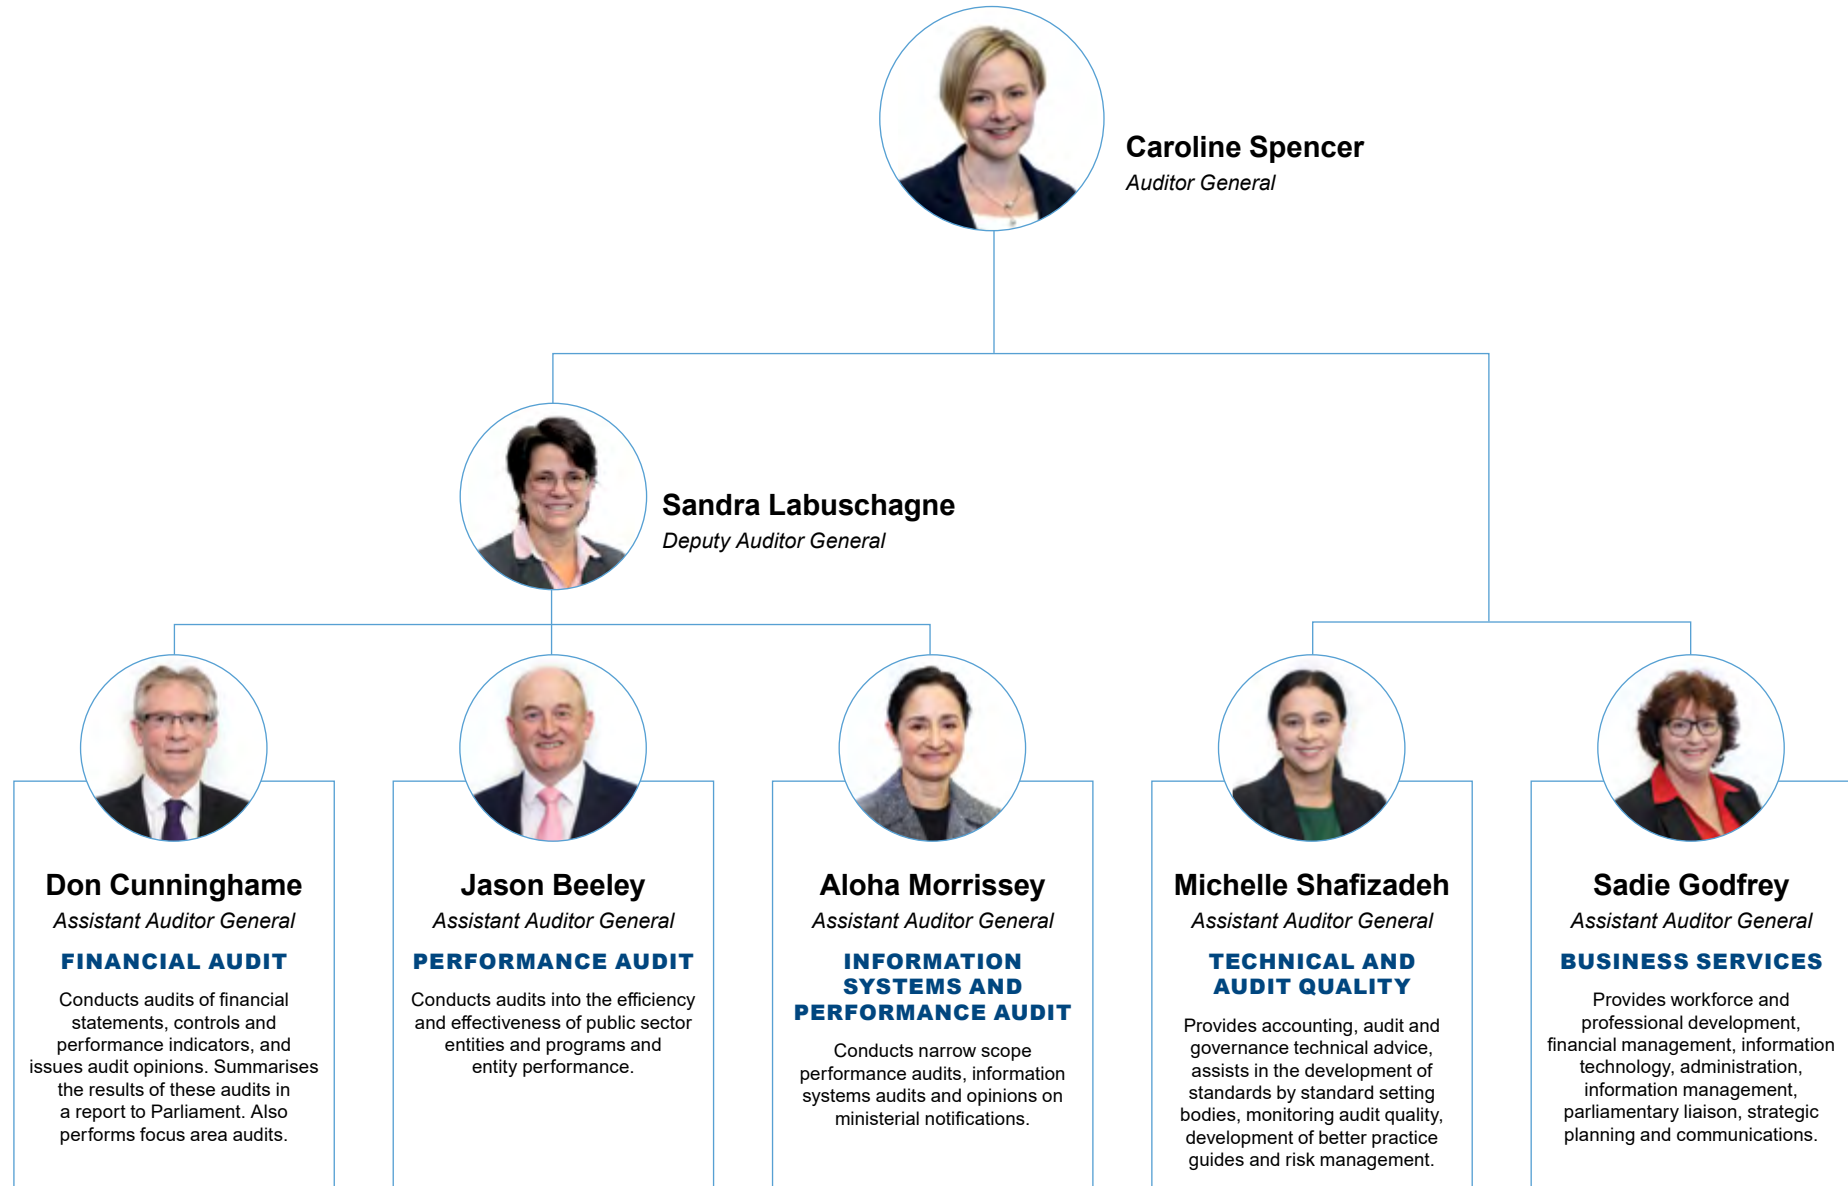 Caroline Spencer
Auditor General
Sandra Labuschagne
Deputy Auditor General
Don Cunninghame
Assistant Auditor General
FINANCIAL AUDIT
Conducts audits of financial
statements, controls and
performance indicators, and
issues audit opinions. Summarises
the results of these audits in
a report to Parliament. Also
performs focus area audits.
Jason Beeley
Assistant Auditor General
PERFORMANCE AUDIT
Conducts audits into the efficiency
and effectiveness of public sector
entities and programs and
entity performance.
Aloha Morrissey
Assistant Auditor General
INFORMATION
SYSTEMS AND
PERFORMANCE AUDIT
Conducts narrow scope
performance audits, information
systems audits and opinions on
ministerial notifications.
Michelle Shafizadeh
Assistant Auditor General
TECHNICAL AND
AUDIT QUALITY
Provides accounting, audit and
governance technical advice,
assists in the development of
standards by standard setting
bodies, monitoring audit quality,
development of better practice
guides and risk management.
Sadie Godfrey
Assistant Auditor General
BUSINESS SERVICES
Provides workforce and
professional development,
financial management, information
technology, administration,
information management,
parliamentary liaison, strategic
planning and communications.